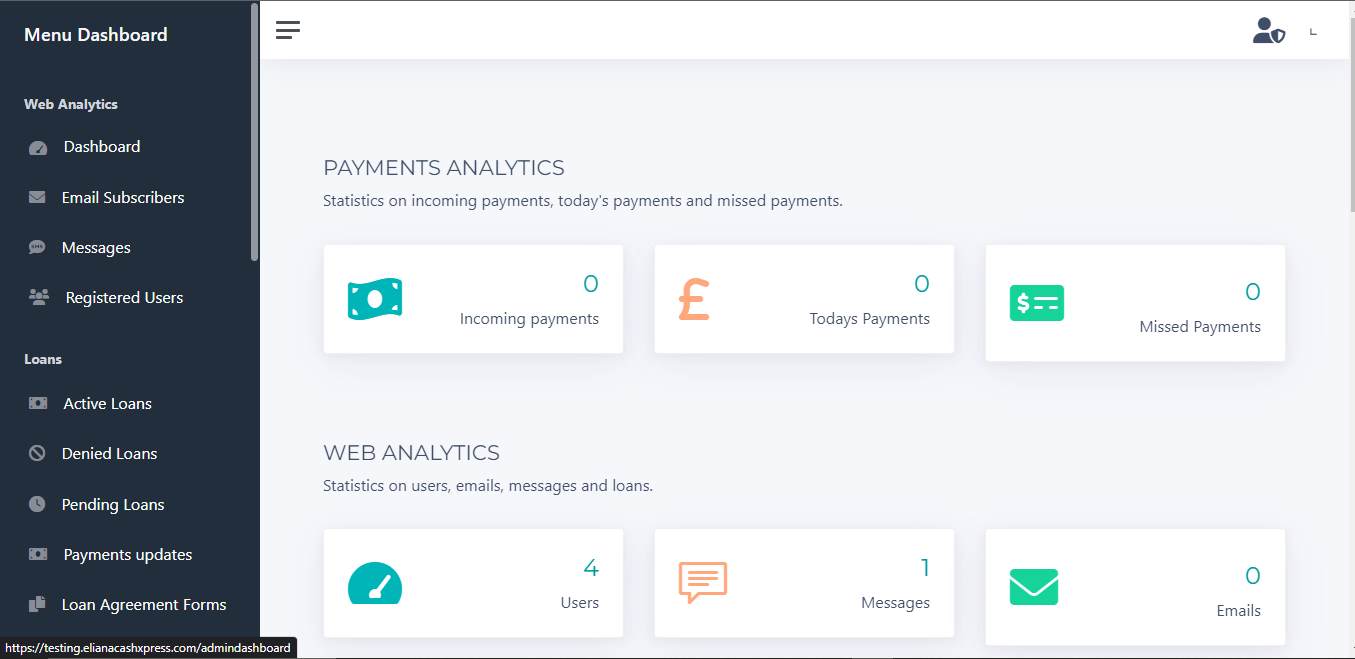 Menu Dashboard
Web Analytics
Dashboard
Email Subscribers
SMS
Messages
Registered Users
Loans
Active Loans
Denied Loans
Pending Loans
Payments updates
Loan Agreement Forms
https://testing.elianacashxpress.com/admindashboard
PAYMENTS ANALYTICS
Statistics on incoming payments, today's payments and missed payments.
0
Incoming payments
£
0
Todays Payments
$
0
Missed Payments
WEB ANALYTICS
Statistics on users, emails, messages and loans.
4
Users
1
Messages
0
Emails